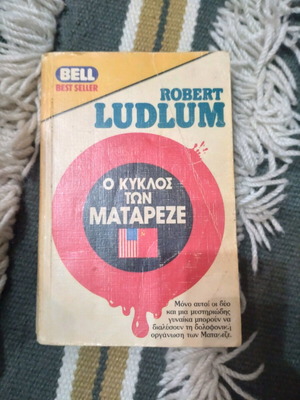 BELL
BEST SELLER
ROBERT
LUDLUM
Ο ΚΥΚΛΟΣ
ΤΩΝ
ΜΑΤΑΡΕΖΕ
Μόνο αυτοί οι δύο
και μια μυστηριώδης
γυναίκα μπορούν να
διαλύσουν τη δολοφονική
οργάνωση των Ματαρέζε.